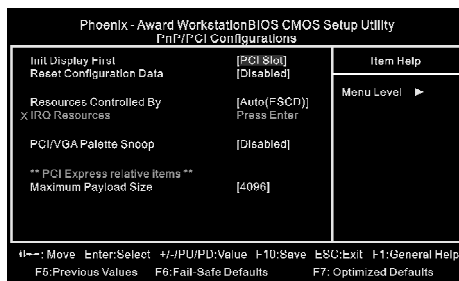 Phoenix - Award WorkstationBIOS CMOS Setup Utility
PnP/PCI Configurations
Init Display First [PCI Slot] Item Help
Reset Configuration Data [Disabled]
Menu Level ►
Resources Controlled By [Auto(ESCD)]
X IRQ Resources Press Enter
PCI/VGA Palette Snoop [Disabled]
** PCI Express relative items **
Maximum Payload Size [4096]
↑↓←→: Move Enter:Select +/-/PU/PD:Value F10:Save ESC:Exit F1:General Help
F5:Previous Values F6:Fail-Safe Defaults F7: Optimized Defaults